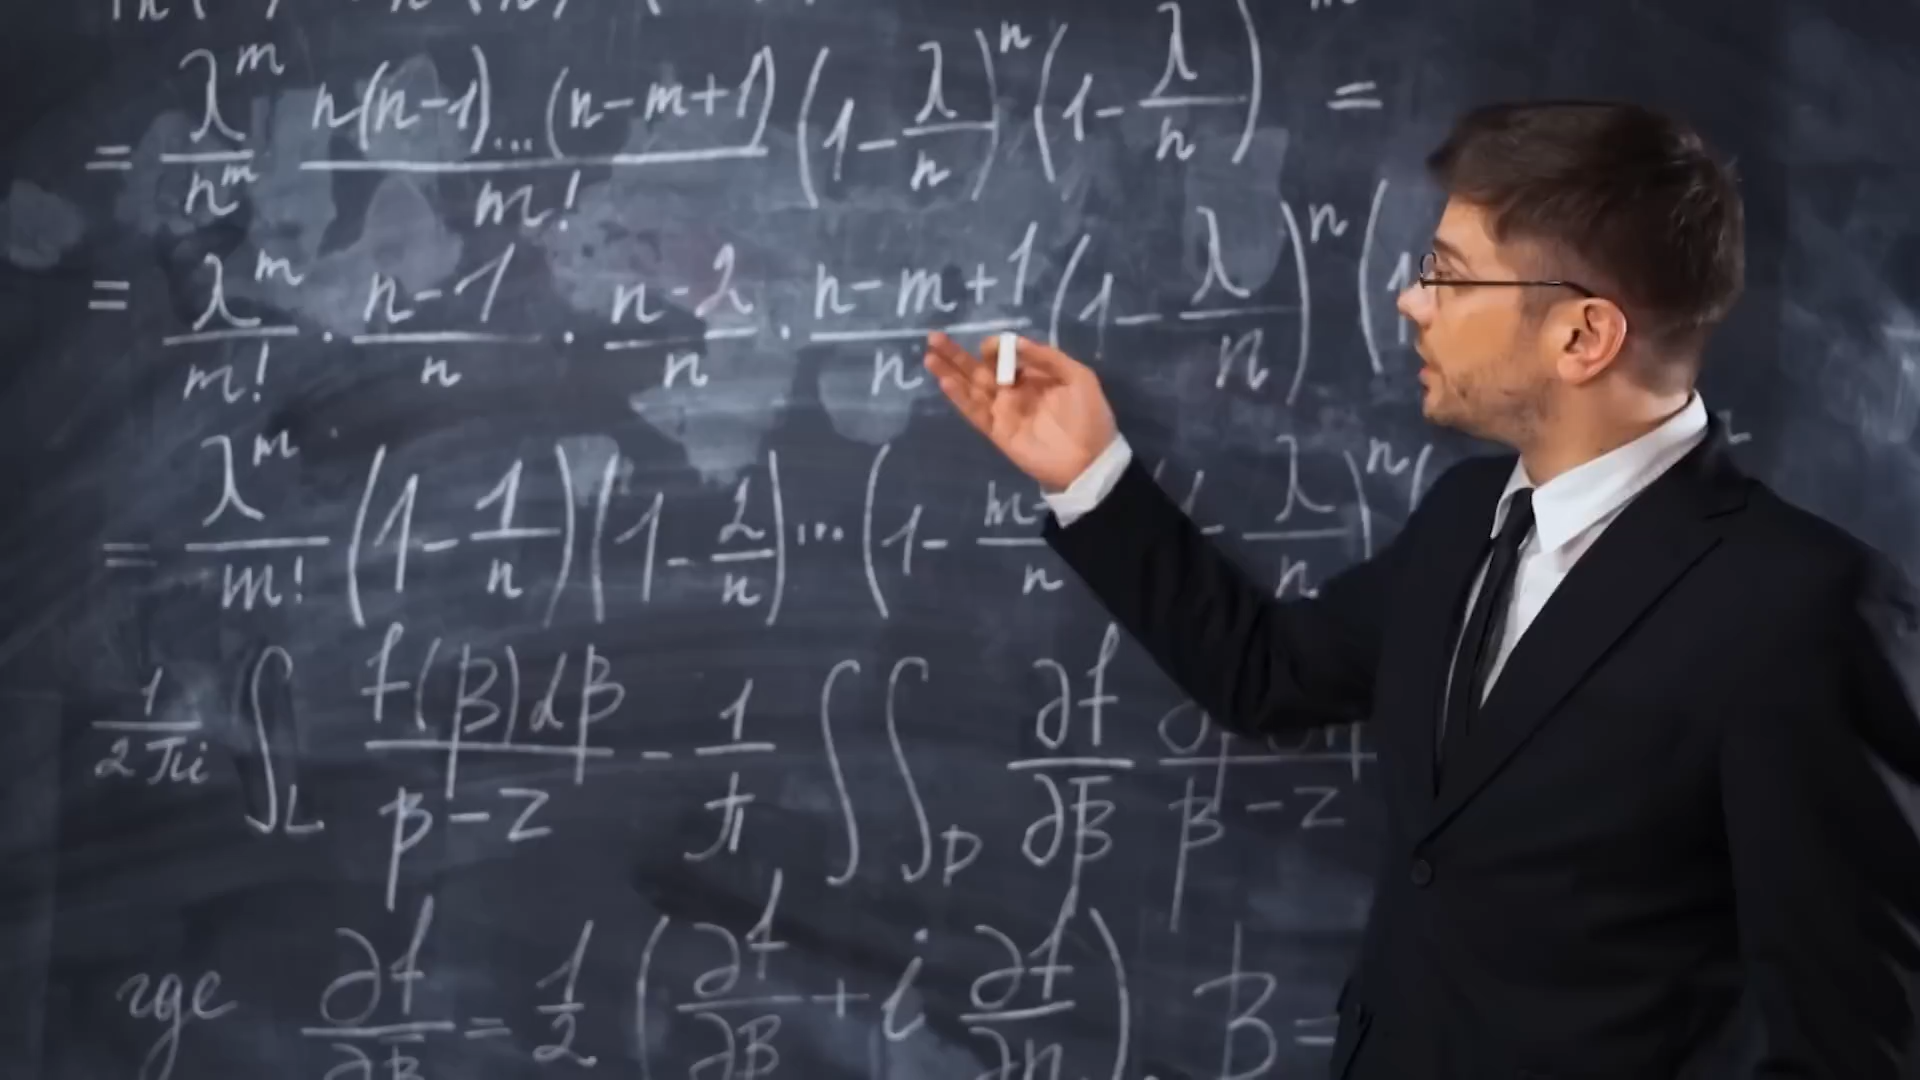 = λ^m/n^m n(n-1)...(n-m+1)/m! (1-λ/n)^n (1-λ/n) =
= λ^m/m! · n-1/n · n-2/n · n-m+1/n (1-λ/n)^n (1
= λ^m/m! (1-1/n)(1-2/n)...(1- m-/n - λ/n)^n (
1/2πi ∫_L f(β)dβ/β-z - 1/π ∫∫_D ∂f/∂β̄ /β-z
где ∂f/∂β̄ = 1/2 (∂f/∂β + i ∂f/∂n), β =